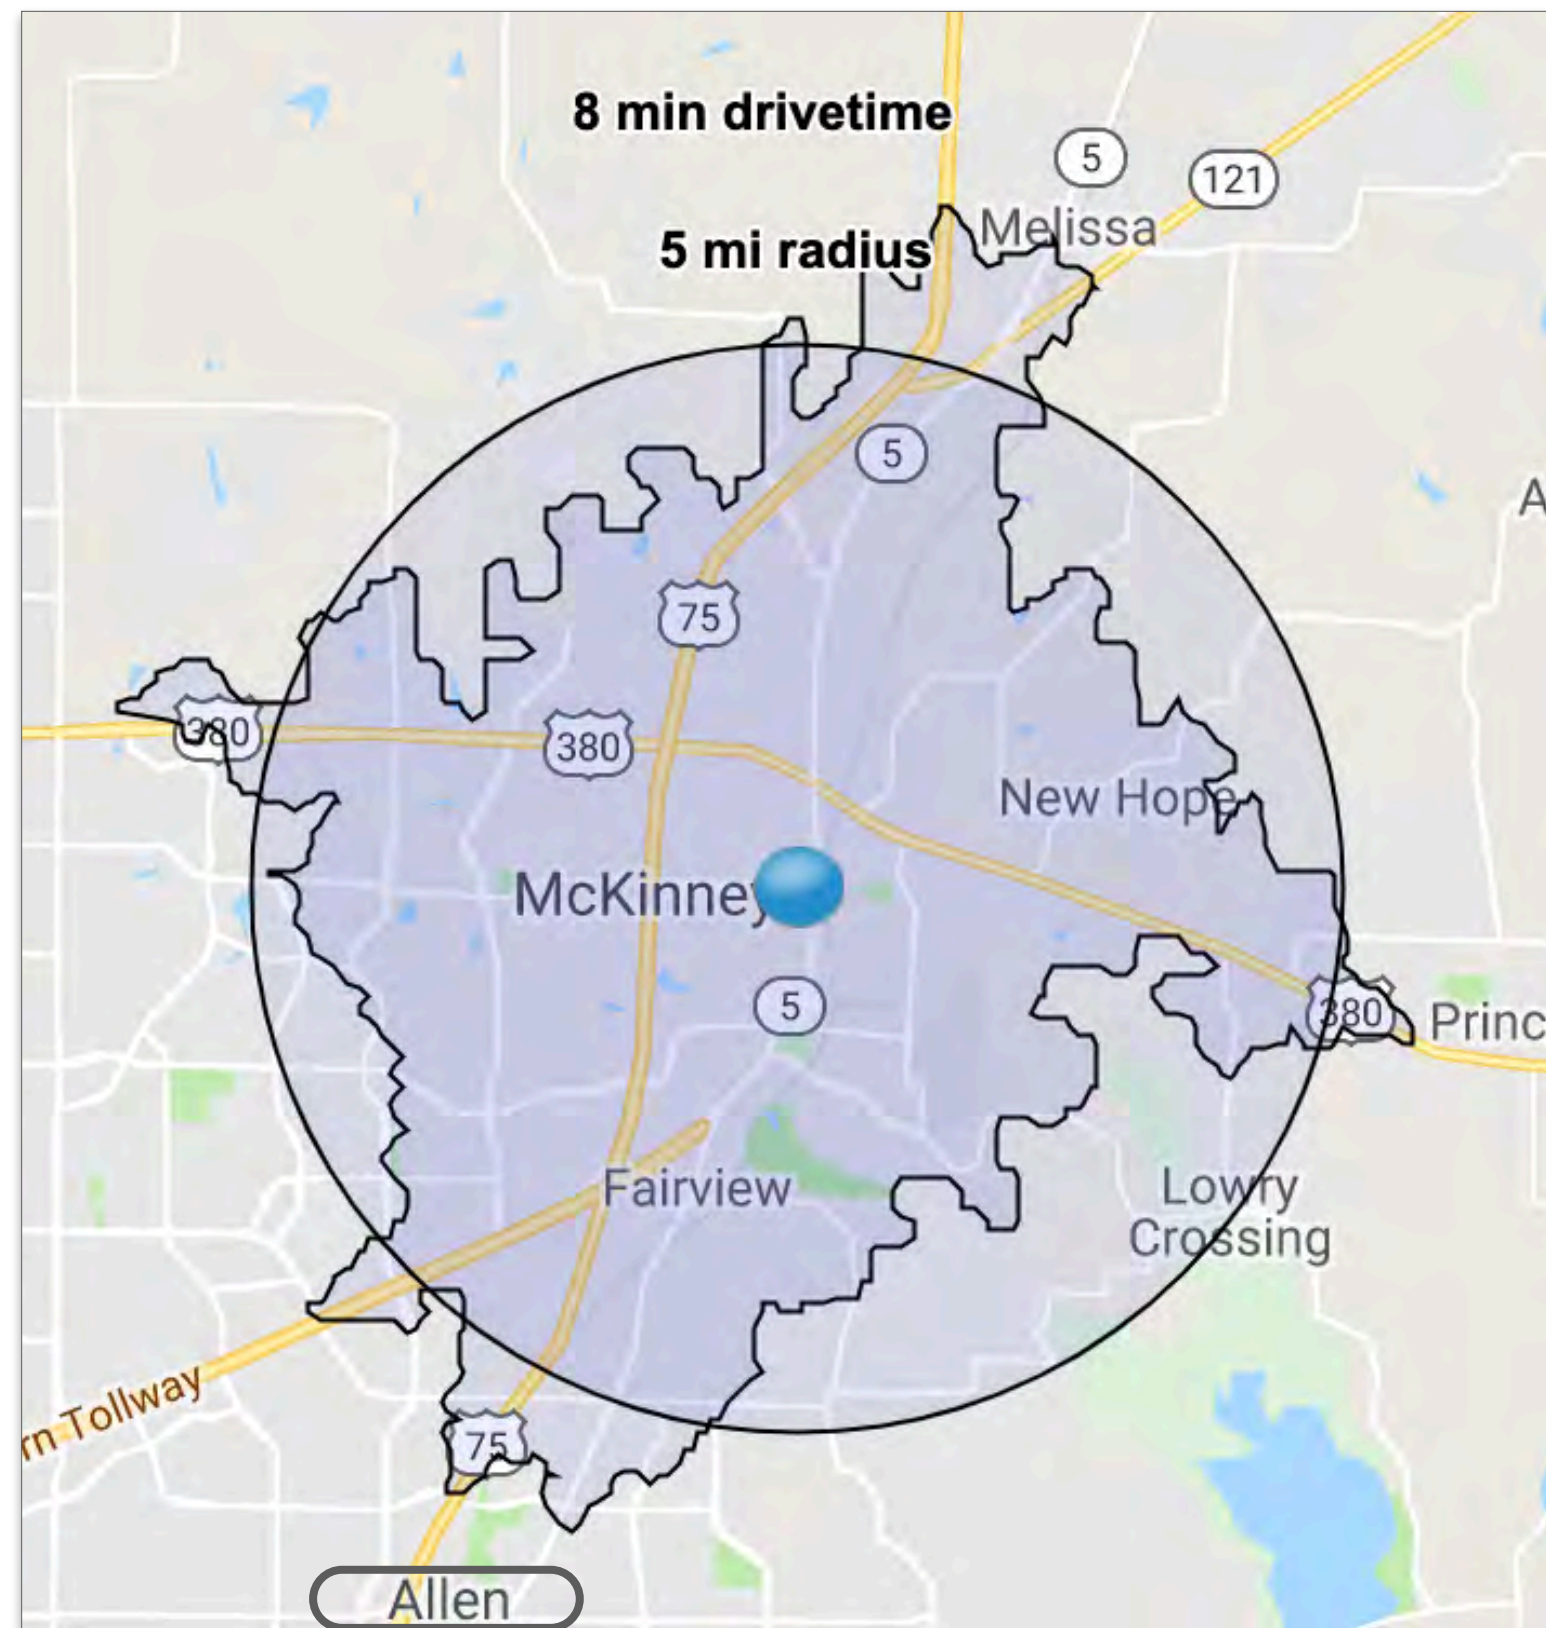 8 min drivetime
5
121
Melissa
5 mi radius
5
75
380
380
New Hope
McKinney
5
380
Princ
Fairview
Lowry
Crossing
rn Tollway
75
Allen
A